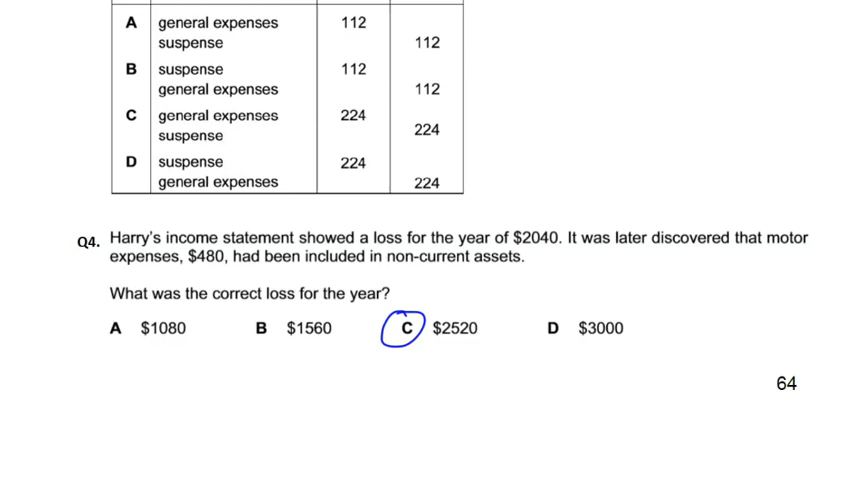 A general expenses 112
suspense 112
B suspense 112
general expenses 112
C general expenses 224
suspense 224
D suspense 224
general expenses 224
Q4. Harry's income statement showed a loss for the year of $2040. It was later discovered that motor
expenses, $480, had been included in non-current assets.
What was the correct loss for the year?
A $1080 B $1560 C $2520 D $3000
64